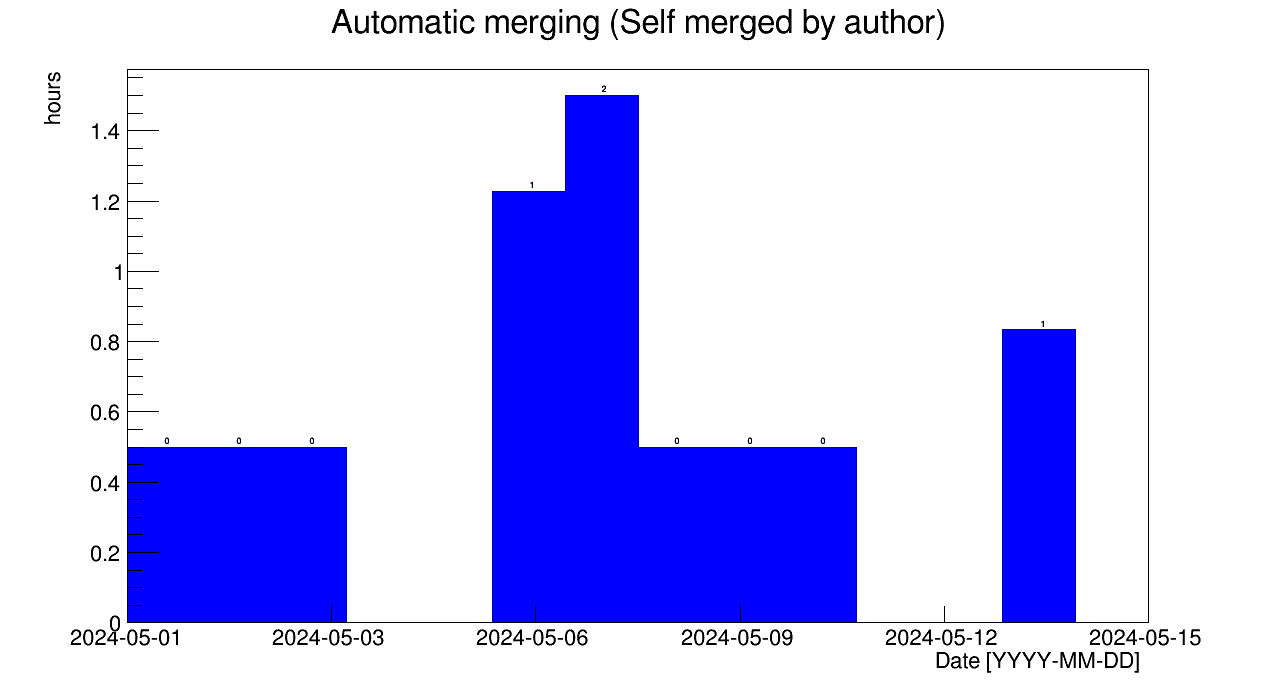 Automatic merging (Self merged by author)
hours
1.4
1.2
1
0.8
0.6
0.4
0.2
0
0 0 0 1 2 0 0 0 1
2024-05-01 2024-05-03 2024-05-06 2024-05-09 2024-05-12 2024-05-15
Date [YYYY-MM-DD]